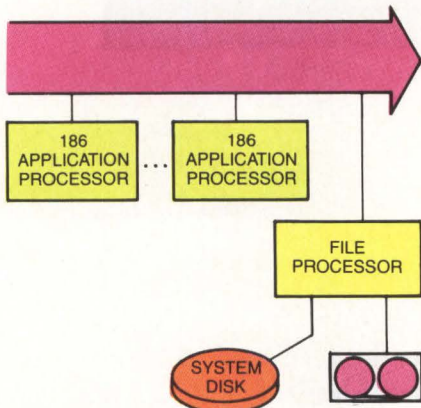 186
APPLICATION
PROCESSOR
...
186
APPLICATION
PROCESSOR
FILE
PROCESSOR
SYSTEM
DISK